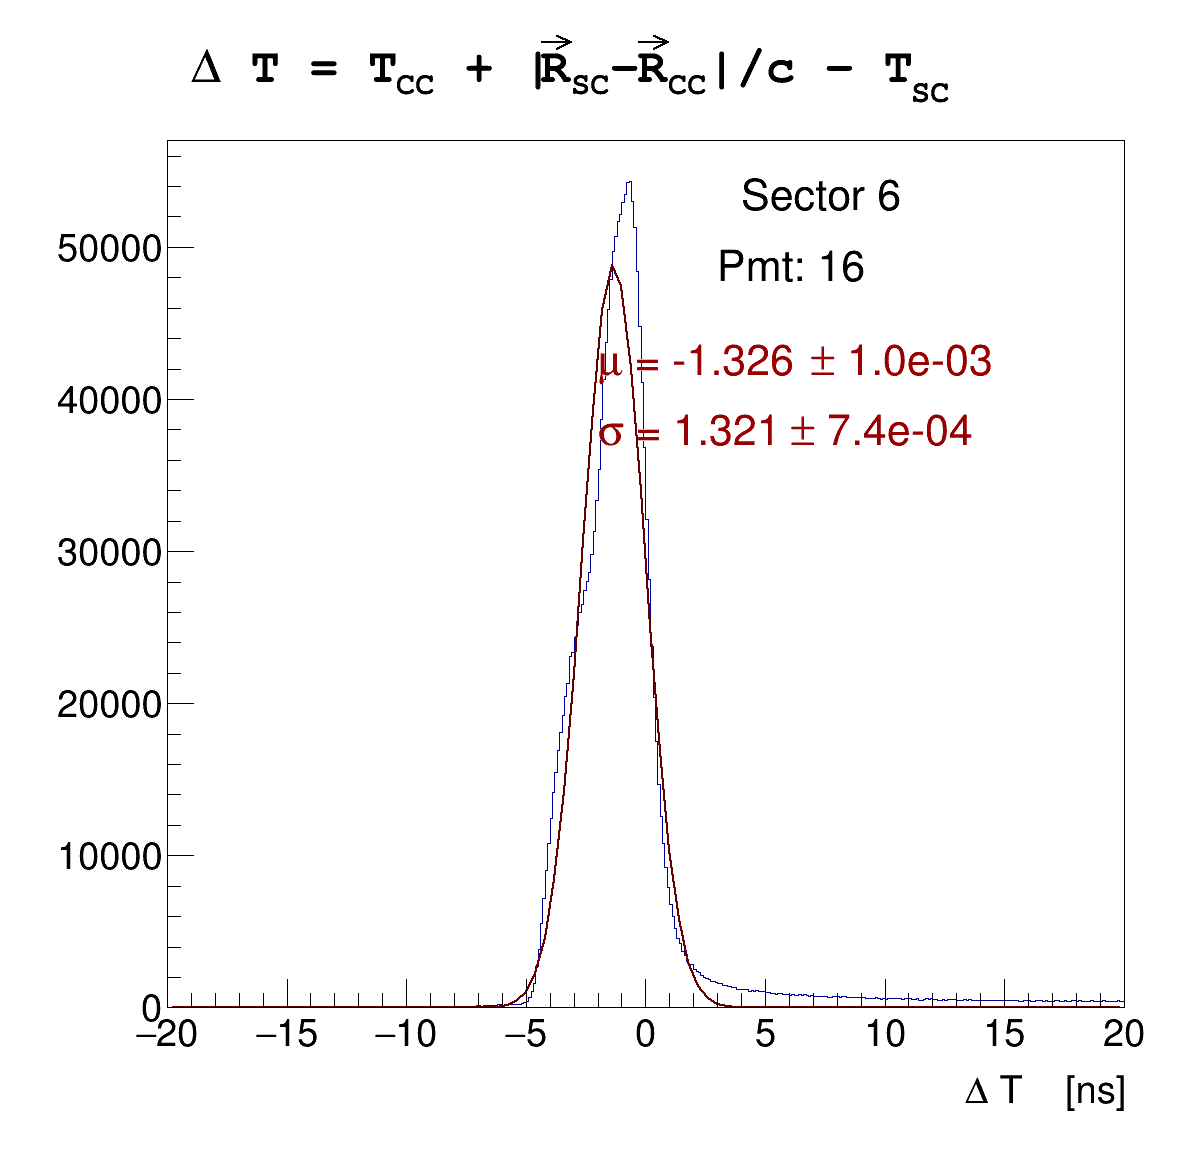 Δ T = T_CC + |R⃗_SC-R⃗_CC|/c - T_SC
Sector 6
Pmt: 16
μ = -1.326 ± 1.0e-03
σ = 1.321 ± 7.4e-04
50000
40000
30000
20000
10000
0
−20 −15 −10 −5 0 5 10 15 20
Δ T [ns]